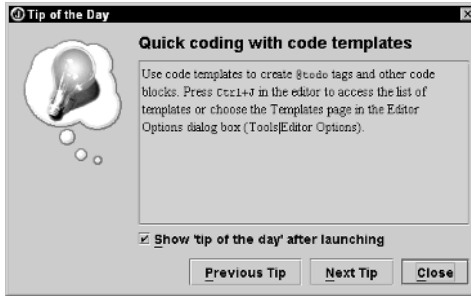 Tip of the Day
Quick coding with code templates
Use code templates to create @todo tags and other code
blocks. Press Ctrl+J in the editor to access the list of
templates or choose the Templates page in the Editor
Options dialog box (Tools|Editor Options).
Show 'tip of the day' after launching
Previous Tip Next Tip Close